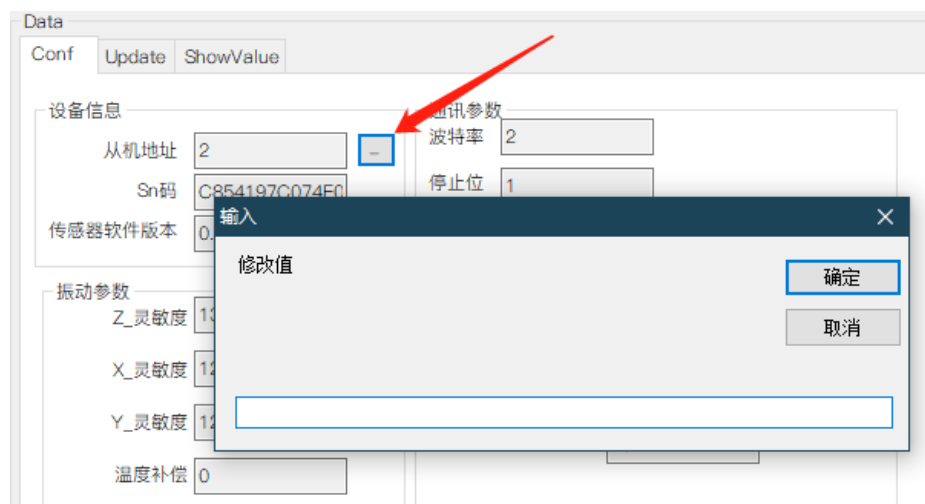 Data
Conf Update ShowValue
设备信息
从机地址 2 ...
Sn码 C854197C074E0
传感器软件版本 0.
通讯参数
波特率 2
停止位 1
输入
修改值
确定
取消
振动参数
Z_灵敏度
X_灵敏度 12
Y_灵敏度 12
温度补偿 0